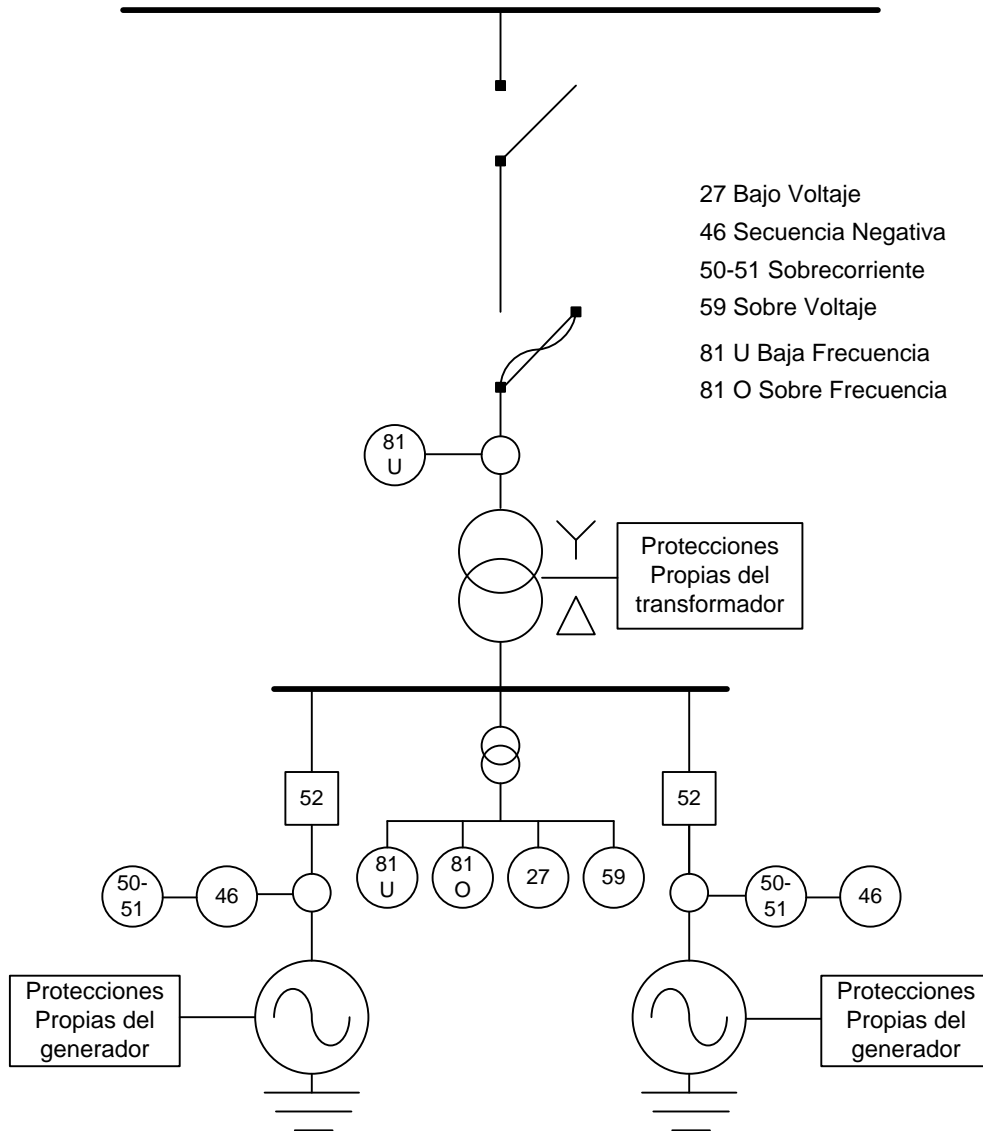 27 Bajo Voltaje
46 Secuencia Negativa
50-51 Sobrecorriente
59 Sobre Voltaje
81 U Baja Frecuencia
81 O Sobre Frecuencia
81
U
Protecciones
Propias del
transformador
52
52
81
U
81
O
27
59
50-
51
46
50-
51
46
Protecciones
Propias del
generador
Protecciones
Propias del
generador